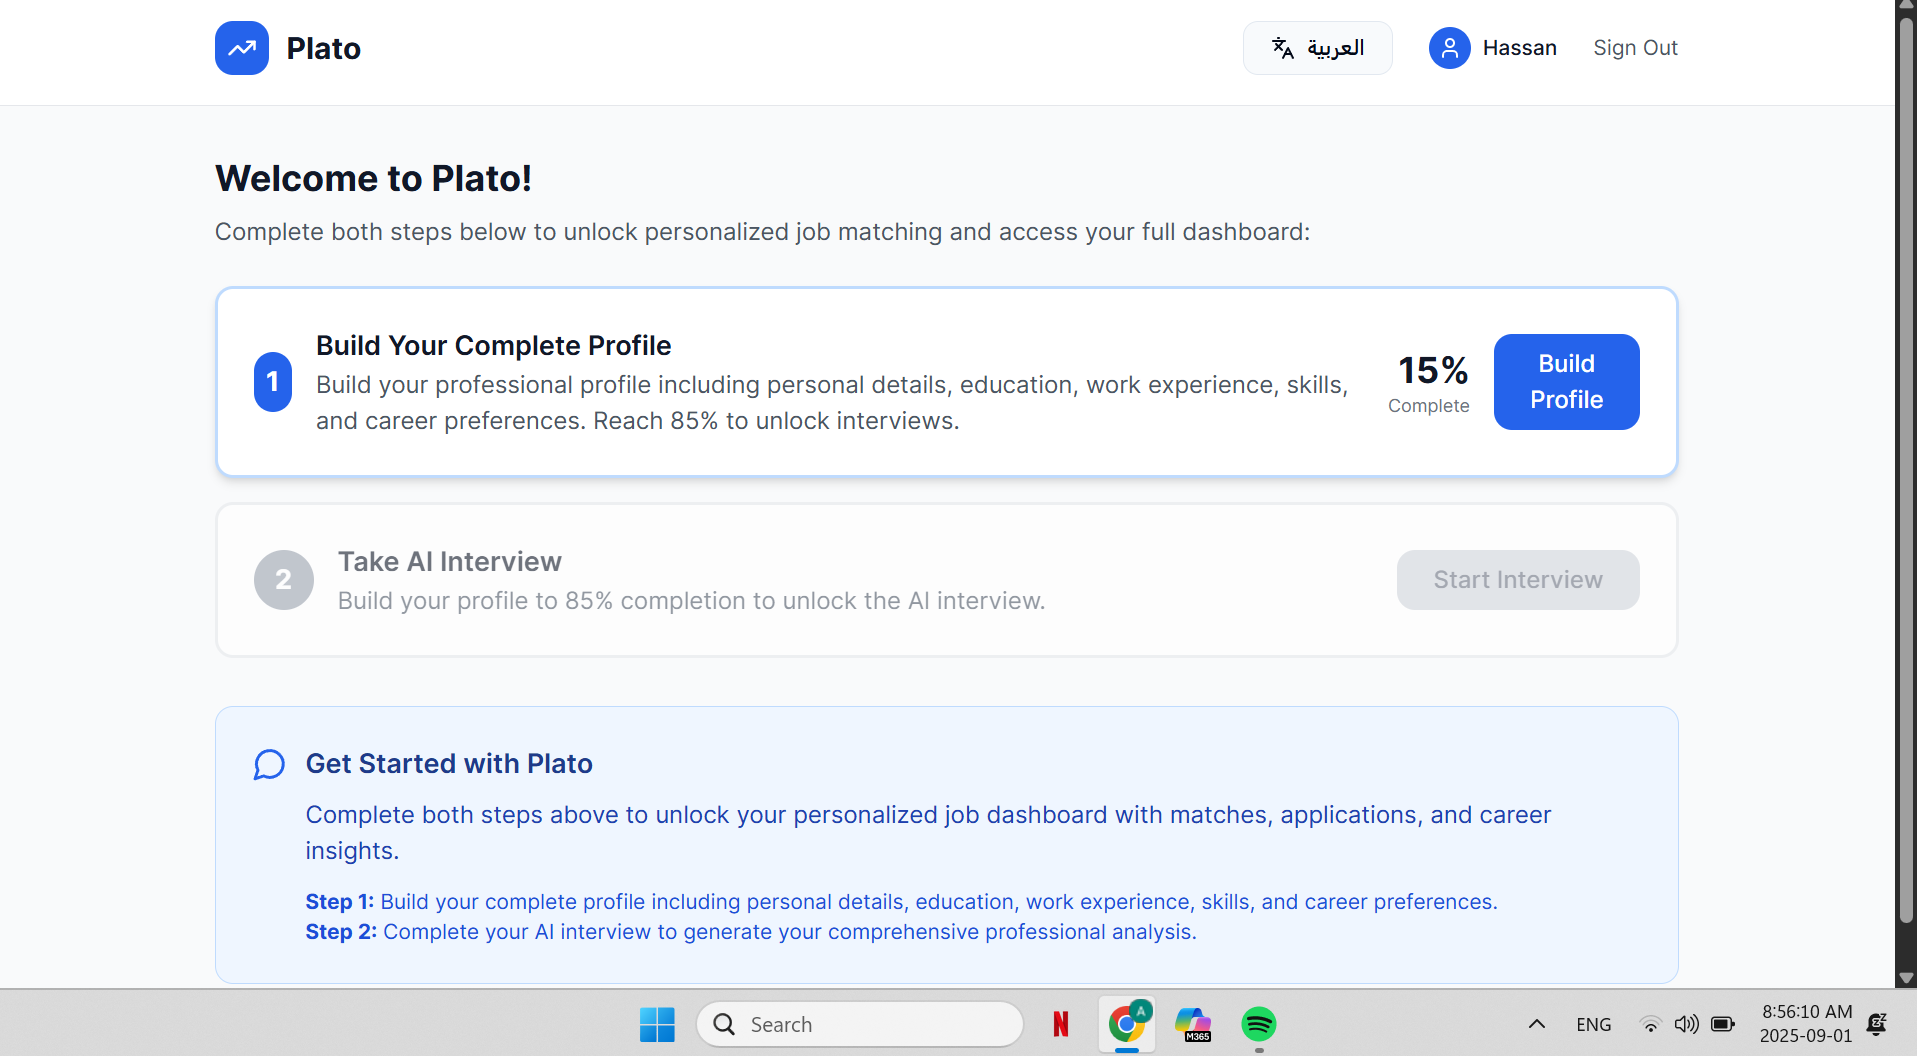 Plato
العربية
Hassan
Sign Out
Welcome to Plato!
Complete both steps below to unlock personalized job matching and access your full dashboard:
1
Build Your Complete Profile
Build your professional profile including personal details, education, work experience, skills,
and career preferences. Reach 85% to unlock interviews.
15%
Complete
Build
Profile
2
Take AI Interview
Build your profile to 85% completion to unlock the AI interview.
Start Interview
Get Started with Plato
Complete both steps above to unlock your personalized job dashboard with matches, applications, and career
insights.
Step 1: Build your complete profile including personal details, education, work experience, skills, and career preferences.
Step 2: Complete your AI interview to generate your comprehensive professional analysis.
Search
N
A
M365
ENG
8:56:10 AM
2025-09-01